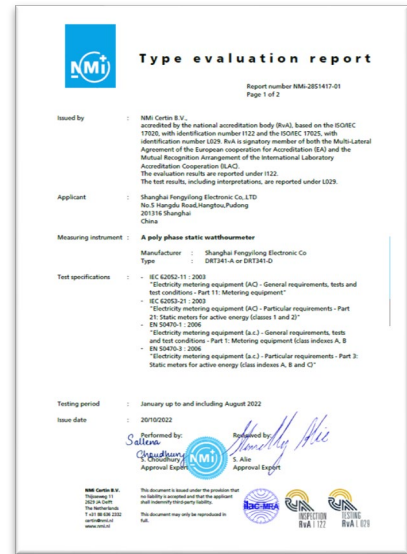 NMi
Type evaluation report
Report number NMi-2851417-01
Page 1 of 2
Issued by : NMi Certin B.V.,
accredited by the national accreditation body (RvA), based on the ISO/IEC
17020, with identification number I122 and the ISO/IEC 17025, with
identification number L029. RvA is signatory member of both the Multi-Lateral
Agreement of the European cooperation for Accreditation (EA) and the
Mutual Recognition Arrangement of the International Laboratory
Accreditation Cooperation (ILAC).
The evaluation results are reported under I122.
The test results, including interpretations, are reported under L029.
Applicant : Shanghai Fengyilong Electronic Co,.LTD
No.5 Hangdu Road,Hangtou,Pudong
201316 Shanghai
China
Measuring instrument : A poly phase static watthourmeter
Manufacturer : Shanghai Fengyilong Electronic Co
Type : DRT341-A or DRT341-D
Test specifications : - IEC 62052-11 : 2003
"Electricity metering equipment (AC) - General requirements, tests and
test conditions - Part 11: Metering equipment"
- IEC 62053-21 : 2003
"Electricity metering equipment (AC) - Particular requirements - Part
21: Static meters for active energy (classes 1 and 2)"
- EN 50470-1 : 2006
"Electricity metering equipment (a.c.) - General requirements, tests
and test conditions - Part 1: Metering equipment (class indexes A, B
- EN 50470-3 : 2006
"Electricity metering equipment (a.c.) - Particular requirements - Part 3:
Static meters for active energy (class indexes A, B and C)"
Testing period : January up to and including August 2022
Issue date : 20/10/2022
Performed by: Reviewed by:
Sallena
Choudhury
S. Choudhury NMi S. Alie
Approval Expert Approval Expert
NMi Certin B.V.
Thijsseweg 11
2629 JA Delft
The Netherlands
T +31 88 636 2332
certin@nmi.nl
www.nmi.nl
This document is issued under the provision that
no liability is accepted and that the applicant
shall indemnify third-party liability.
This document may only be reproduced in
full.
ilac-MRA
INSPECTION
RvA I 122
TESTING
RvA L 029